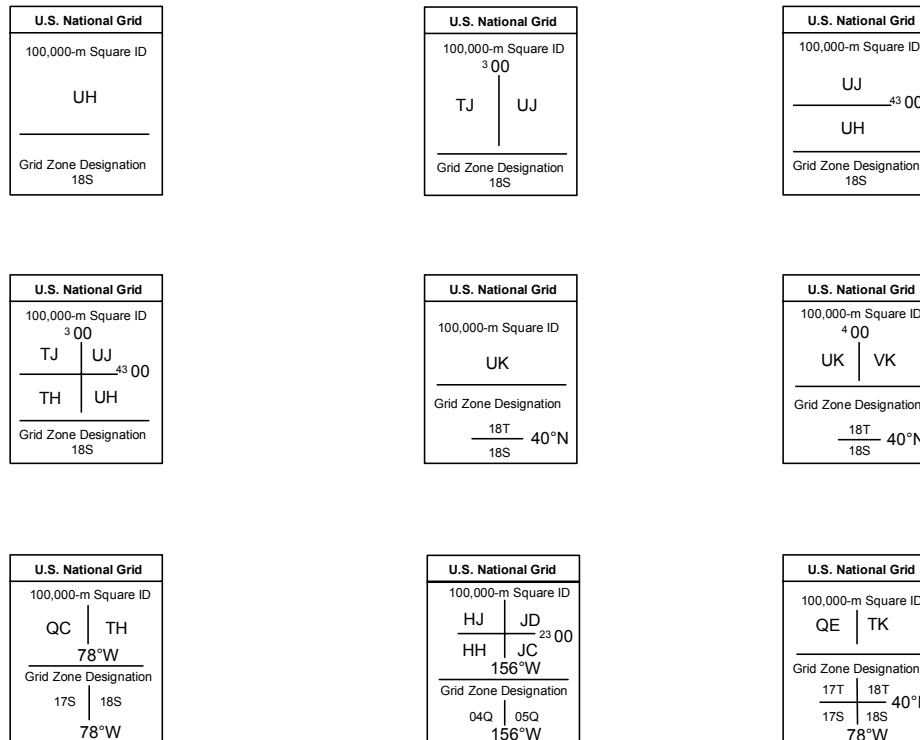 U.S. National Grid
100,000-m Square ID
UH
Grid Zone Designation
18S
U.S. National Grid
100,000-m Square ID
3 00
TJ UJ
Grid Zone Designation
18S
U.S. National Grid
100,000-m Square ID
UJ
43 00
UH
Grid Zone Designation
18S
U.S. National Grid
100,000-m Square ID
3 00
TJ UJ
43 00
TH UH
Grid Zone Designation
18S
U.S. National Grid
100,000-m Square ID
UK
Grid Zone Designation
18T
40°N
18S
U.S. National Grid
100,000-m Square ID
4 00
UK VK
Grid Zone Designation
18T
40°N
18S
U.S. National Grid
100,000-m Square ID
QC TH
78°W
Grid Zone Designation
17S 18S
78°W
U.S. National Grid
100,000-m Square ID
HJ JD
23 00
HH JC
156°W
Grid Zone Designation
04Q 05Q
156°W
U.S. National Grid
100,000-m Square ID
QE TK
Grid Zone Designation
17T 18T
40°N
17S 18S
78°W